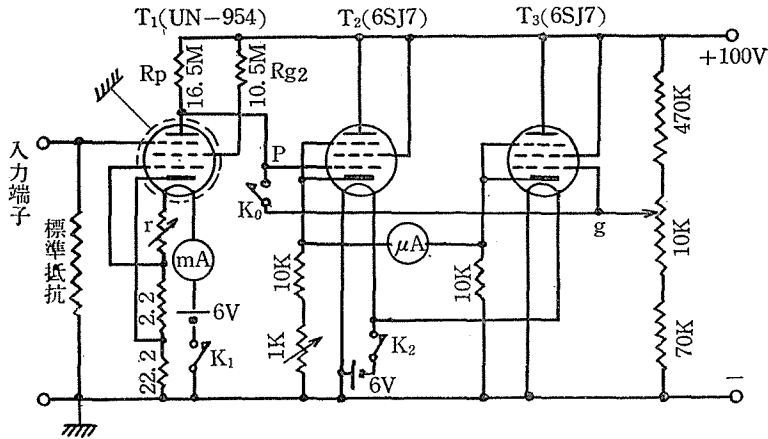 T₁(UN−954)
T₂(6SJ7)
T₃(6SJ7)
+100V
Rp
16.5M
10.5M
Rg2
470K
入力端子
P
K₀
g
r
標準抵抗
mA
μA
10K
10K
10K
2.2
6V
1K
K₁
K₂
70K
22.2
6V
−